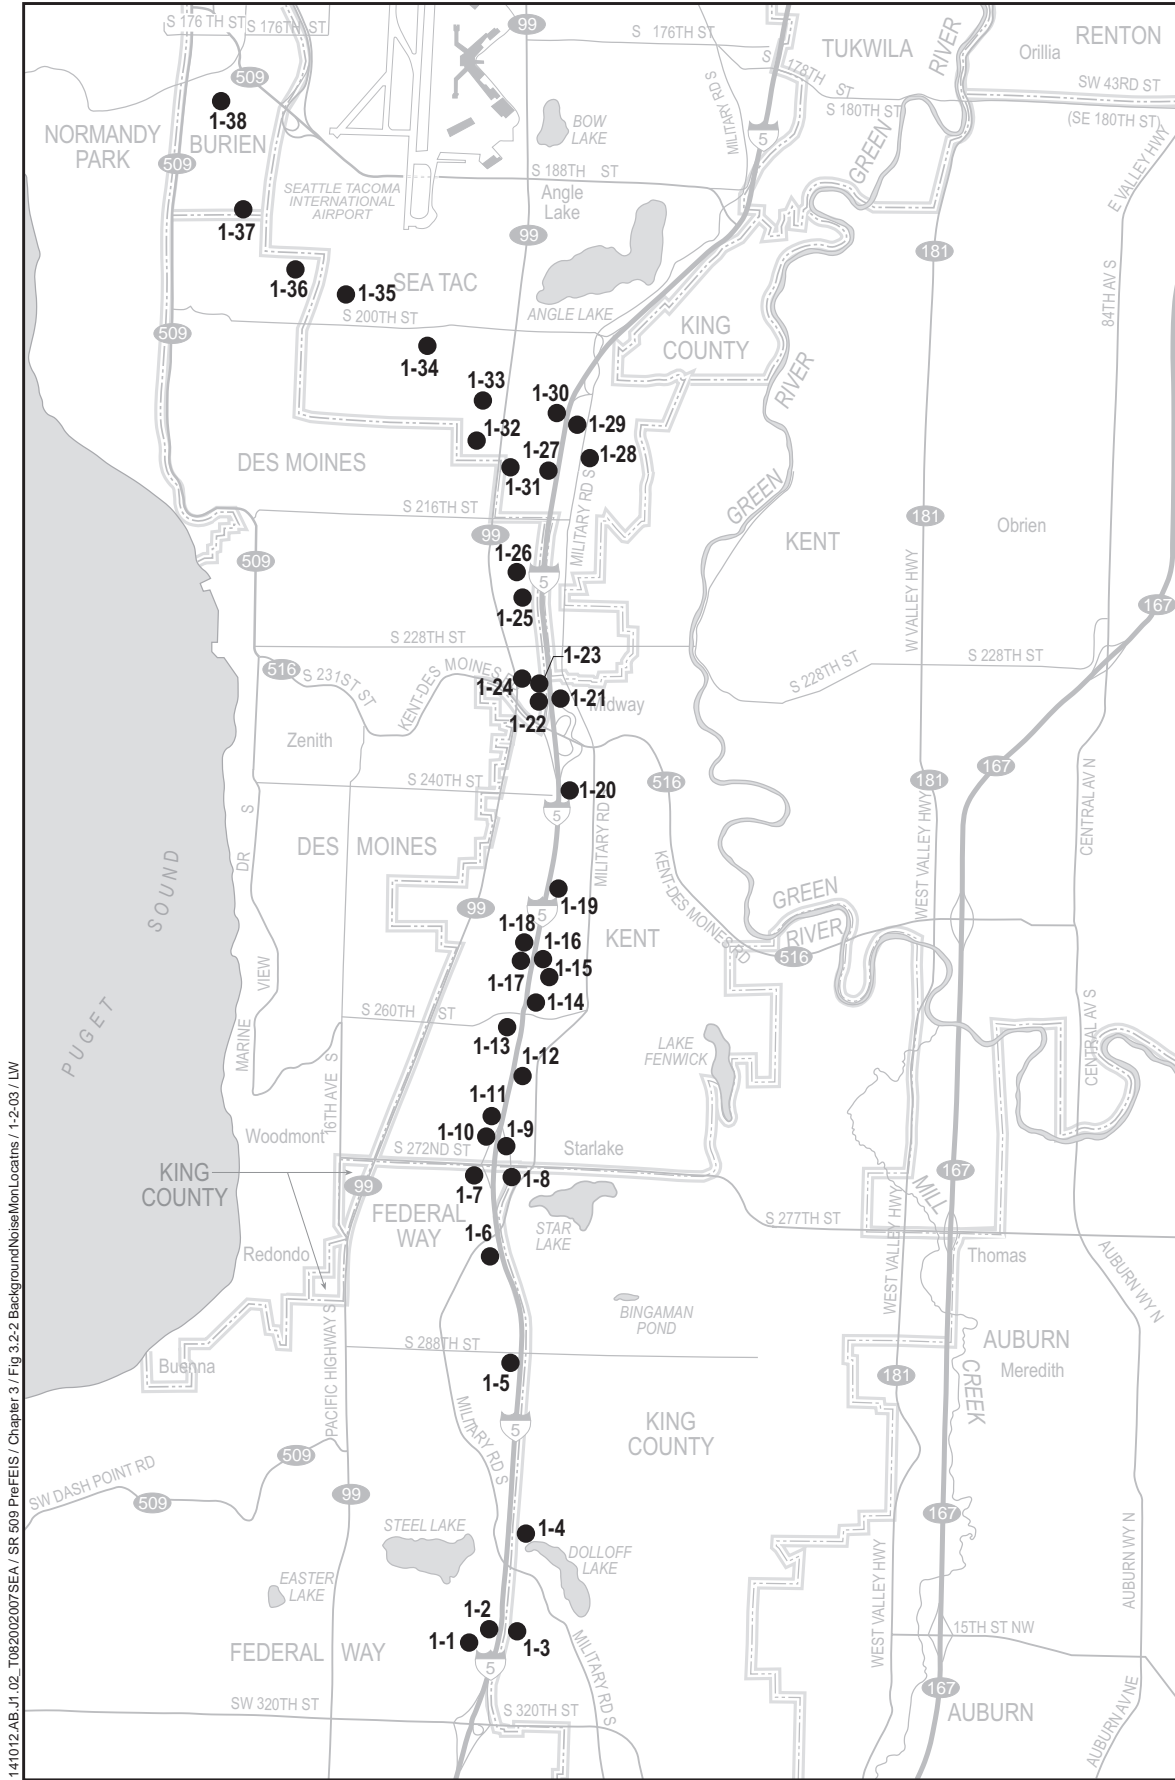 S 176 TH ST
S 176TH ST
99
S 176TH ST
TUKWILA
RIVER
Orillia
RENTON
509
S 178TH ST
SW 43RD ST
1-38
BURIEN
NORMANDY
PARK
BOW
LAKE
MILITARY RD S
5
S 180TH ST
(SE 180TH ST)
GREEN
E VALLEY HWY
509
S 188TH ST
SEATTLE TACOMA
INTERNATIONAL
AIRPORT
Angle
Lake
1-37
99
181
1-36
1-35
SEA TAC
S 200TH ST
ANGLE LAKE
KING
COUNTY
84TH AV S
509
1-34
RIVER
1-33
1-30
1-29
1-32
1-27
1-28
DES MOINES
1-31
MILITARY RD S
GREEN
S 216TH ST
99
181
KENT
Obrien
509
1-26
5
1-25
W VALLEY HWY
167
S 228TH ST
1-23
S 228TH ST
S 228TH ST
516
S 231ST ST
KENT-DES MOINES
1-24
1-21
Midway
1-22
Zenith
S 240TH ST
516
181
167
1-20
5
MILITARY RD
CENTRAL AV N
DES MOINES
WEST VALLEY HWY
MARINE VIEW DR S
PUGET SOUND
99
1-19
5
KENT-DES MOINES RD
GREEN
RIVER
516
1-18
1-16
KENT
1-17
1-15
1-14
S 260TH ST
1-13
CENTRAL AV S
LAKE
FENWICK
1-12
16TH AVE S
1-11
1-10
1-9
Woodmont
S 272ND ST
Starlake
KING
COUNTY
99
1-7
1-8
167
MILL
FEDERAL
WAY
STAR
LAKE
S 277TH ST
WEST VALLEY HWY
1-6
Redondo
Thomas
AUBURN WY N
BINGAMAN
POND
PACIFIC HIGHWAY S
S 288TH ST
Buenna
1-5
AUBURN
Meredith
181
CREEK
MILITARY RD S
5
KING
COUNTY
509
SW DASH POINT RD
509
99
167
STEEL LAKE
1-4
DOLLOFF
LAKE
WEST VALLEY HWY
AUBURN WY N
EASTER
LAKE
1-2
1-1
1-3
15TH ST NW
FEDERAL WAY
5
MILITARY RD S
167
SW 320TH ST
S 320TH ST
AUBURN
AUBURN AV NE
141012.AB.J1.02_T082002007SEA / SR 509 PreFEIS / Chapter 3 / Fig 3.2-2 BackgroundNoiseMonLocatns / 1-2-03 / LW